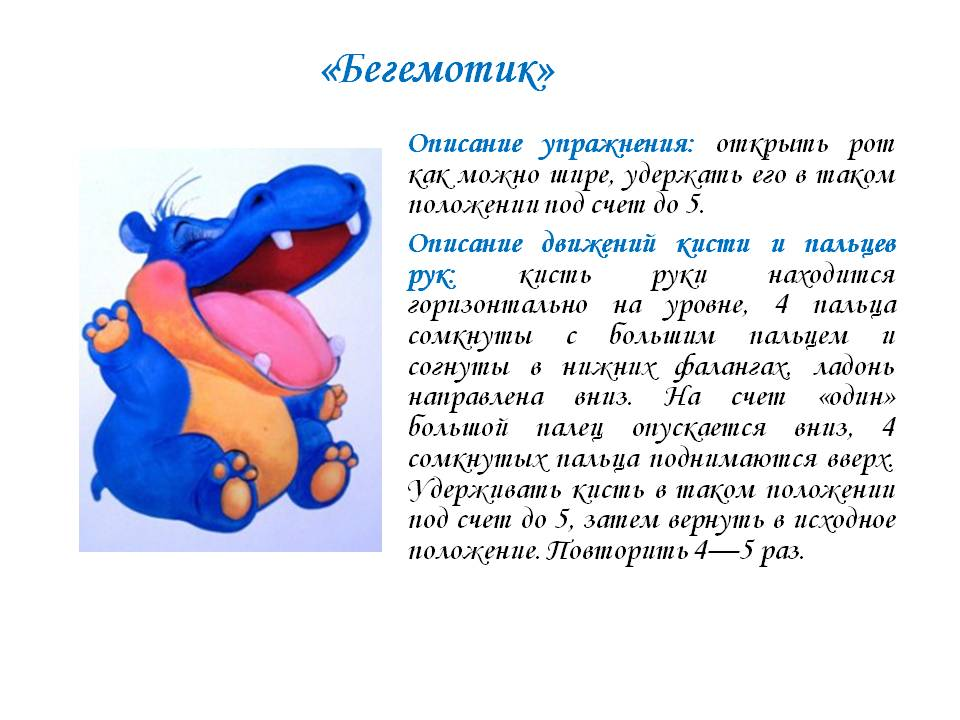 «Бегемотик»
Описание упражнения: открыть рот
как можно шире, удержать его в таком
положении под счет до 5.
Описание движений кисти и пальцев
рук: кисть руки находится
горизонтально на уровне, 4 пальца
сомкнуты с большим пальцем и
согнуты в нижних фалангах, ладонь
направлена вниз. На счет «один»
большой палец опускается вниз, 4
сомкнутых пальца поднимаются вверх.
Удерживать кисть в таком положении
под счет до 5, затем вернуть в исходное
положение. Повторить 4—5 раз.